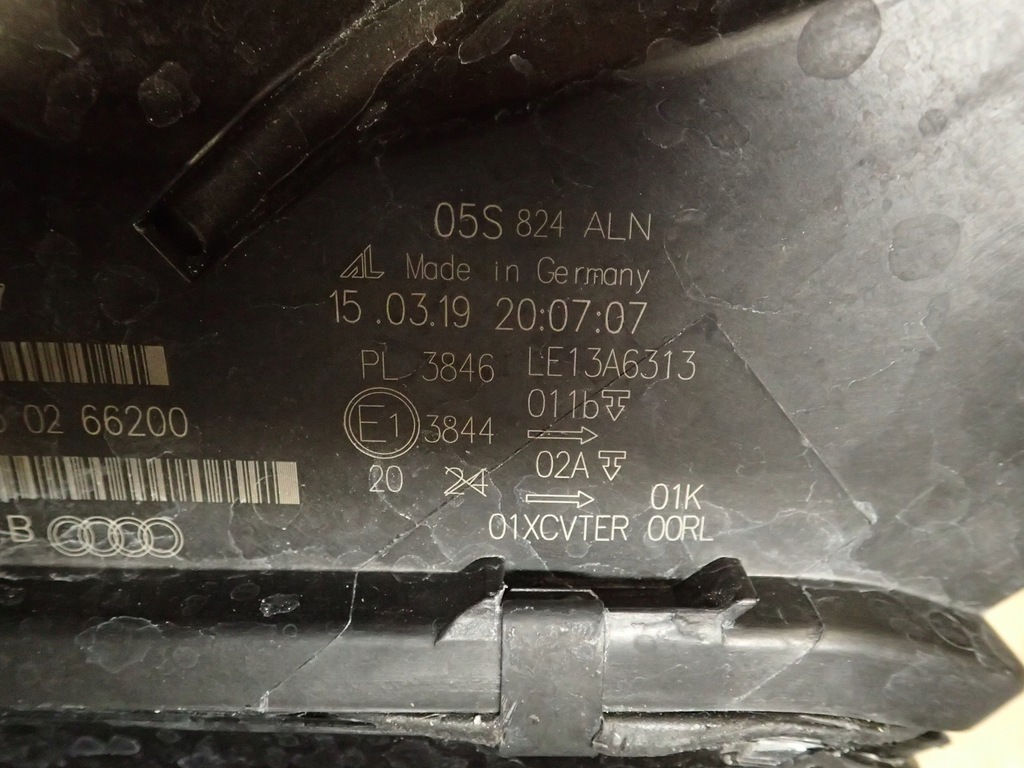 05S 824 ALN
AL Made in Germany
15.03.19 20:07:07
PL 3846 LE13A6313
011b
02 66200
E1 3844
02A
20 24
01K
B
01XCVTER 00RL